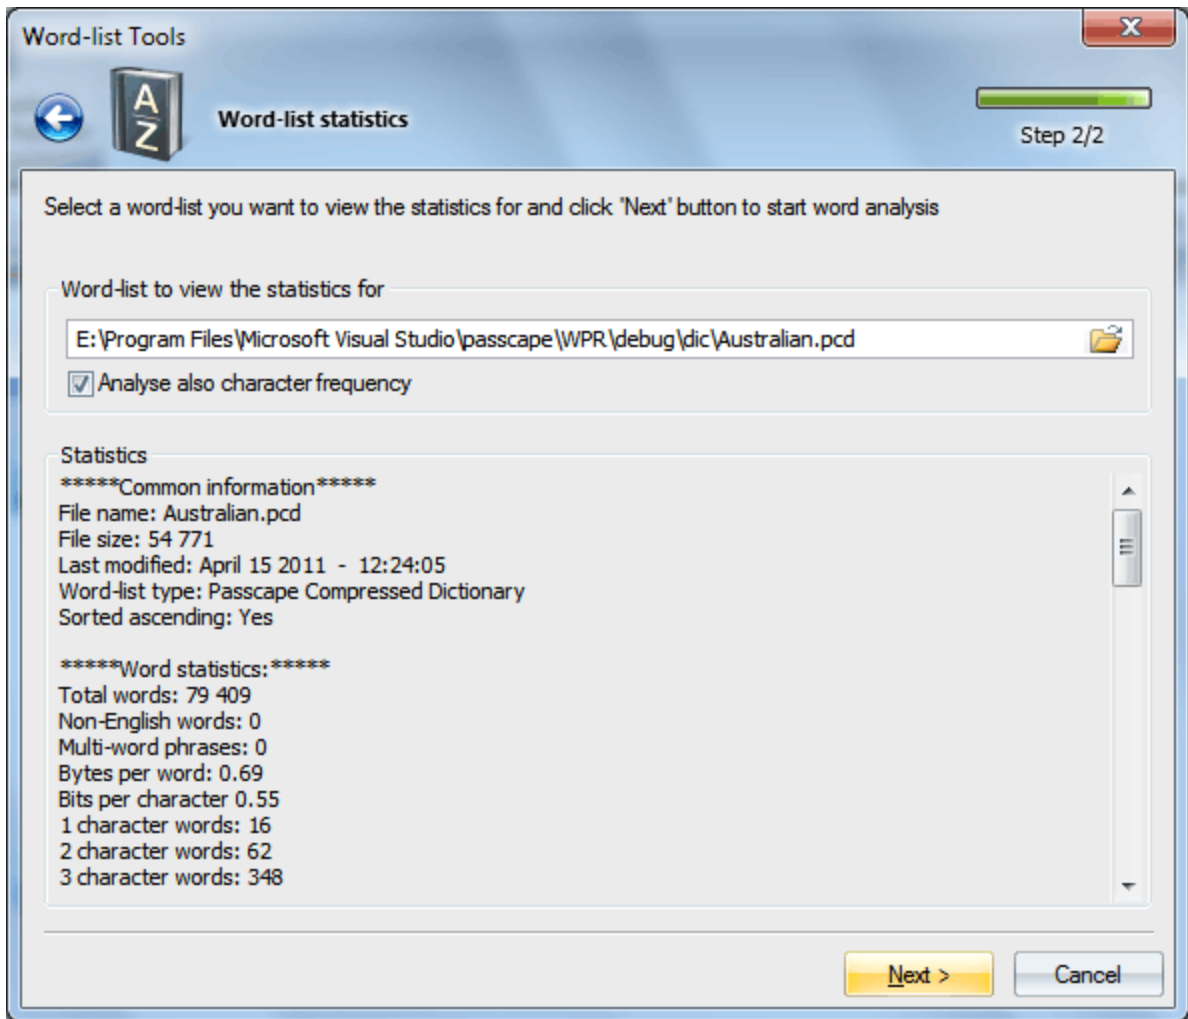 Word-list Tools
A
Z
Word-list statistics
Step 2/2
Select a word-list you want to view the statistics for and click 'Next' button to start word analysis
Word-list to view the statistics for
E:\Program Files\Microsoft Visual Studio\passcape\WPR\debug\dic\Australian.pcd
Analyse also character frequency
Statistics
*****Common information*****
File name: Australian.pcd
File size: 54 771
Last modified: April 15 2011 - 12:24:05
Word-list type: Passcape Compressed Dictionary
Sorted ascending: Yes
*****Word statistics:*****
Total words: 79 409
Non-English words: 0
Multi-word phrases: 0
Bytes per word: 0.69
Bits per character 0.55
1 character words: 16
2 character words: 62
3 character words: 348
Next > Cancel